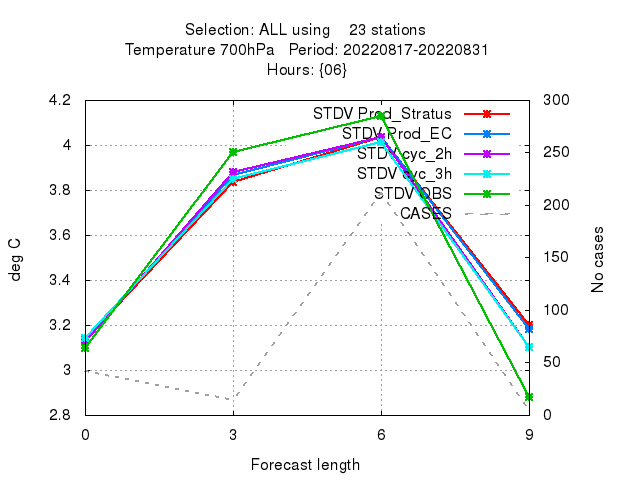 Selection: ALL using 23 stations
Temperature 700hPa Period: 20220817-20220831
Hours: {06}
4.2
4
3.8
3.6
3.4
3.2
3
2.8
deg C
300
250
200
150
100
50
0
No cases
STDV Prod_Stratus
STDV Prod_EC
STDV cyc_2h
STDV cyc_3h
STDV OBS
CASES
0 3 6 9
Forecast length